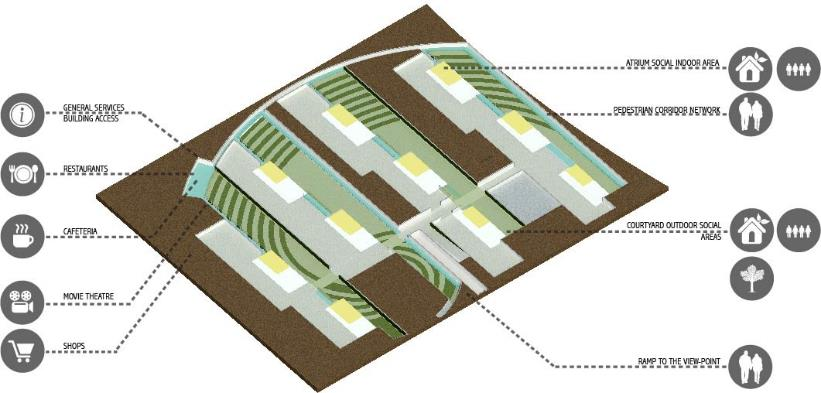 GENERAL SERVICES
BUILDING ACCESS
RESTAURANTS
CAFETERIA
MOVIE THEATRE
SHOPS
ATRIUM SOCIAL INDOOR AREA
PEDESTRIAN CORRIDOR NETWORK
COURTYARD OUTDOOR SOCIAL
AREAS
RAMP TO THE VIEW-POINT